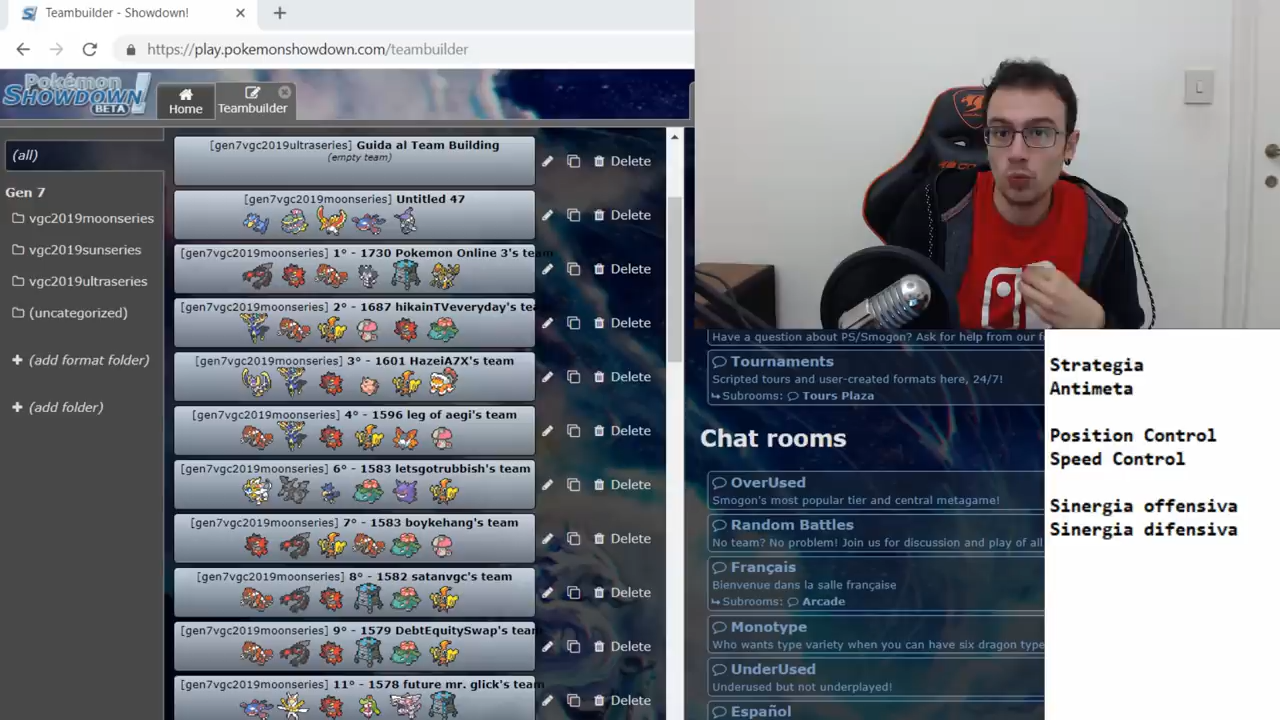 Teambuilder - Showdown!
https://play.pokemonshowdown.com/teambuilder
Pokémon
SHOWDOWN!
BETA
Home
Teambuilder
(all)
Gen 7
vgc2019moonseries
vgc2019sunseries
vgc2019ultraseries
(uncategorized)
(add format folder)
(add folder)
[gen7vgc2019ultraseries] Guida al Team Building
(empty team)
Delete
[gen7vgc2019moonseries] Untitled 47
Delete
[gen7vgc2019moonseries] 1° - 1730 Pokemon Online 3's team
Delete
[gen7vgc2019moonseries] 2° - 1687 hikainTVeveryday's tea
Delete
[gen7vgc2019moonseries] 3° - 1601 HazeiA7X's team
Delete
[gen7vgc2019moonseries] 4° - 1596 leg of aegi's team
Delete
[gen7vgc2019moonseries] 6° - 1583 letsgotrubbish's team
Delete
[gen7vgc2019moonseries] 7° - 1583 boykehang's team
Delete
[gen7vgc2019moonseries] 8° - 1582 satanvgc's team
Delete
[gen7vgc2019moonseries] 9° - 1579 DebtEquitySwap's team
Delete
[gen7vgc2019moonseries] 11° - 1578 future mr. glick's team
Delete
Have a question about PS/Smogon? Ask for help from our f
Tournaments
Scripted tours and user-created formats here, 24/7!
Subrooms: Tours Plaza
Chat rooms
OverUsed
Smogon's most popular tier and central metagame!
Random Battles
No team? No problem! Join us for discussion and play of all
Français
Bienvenue dans la salle française
Subrooms: Arcade
Monotype
Who wants type variety when you can have six dragon type
UnderUsed
Underused but not underplayed!
Español
Strategia
Antimeta
Position Control
Speed Control
Sinergia offensiva
Sinergia difensiva